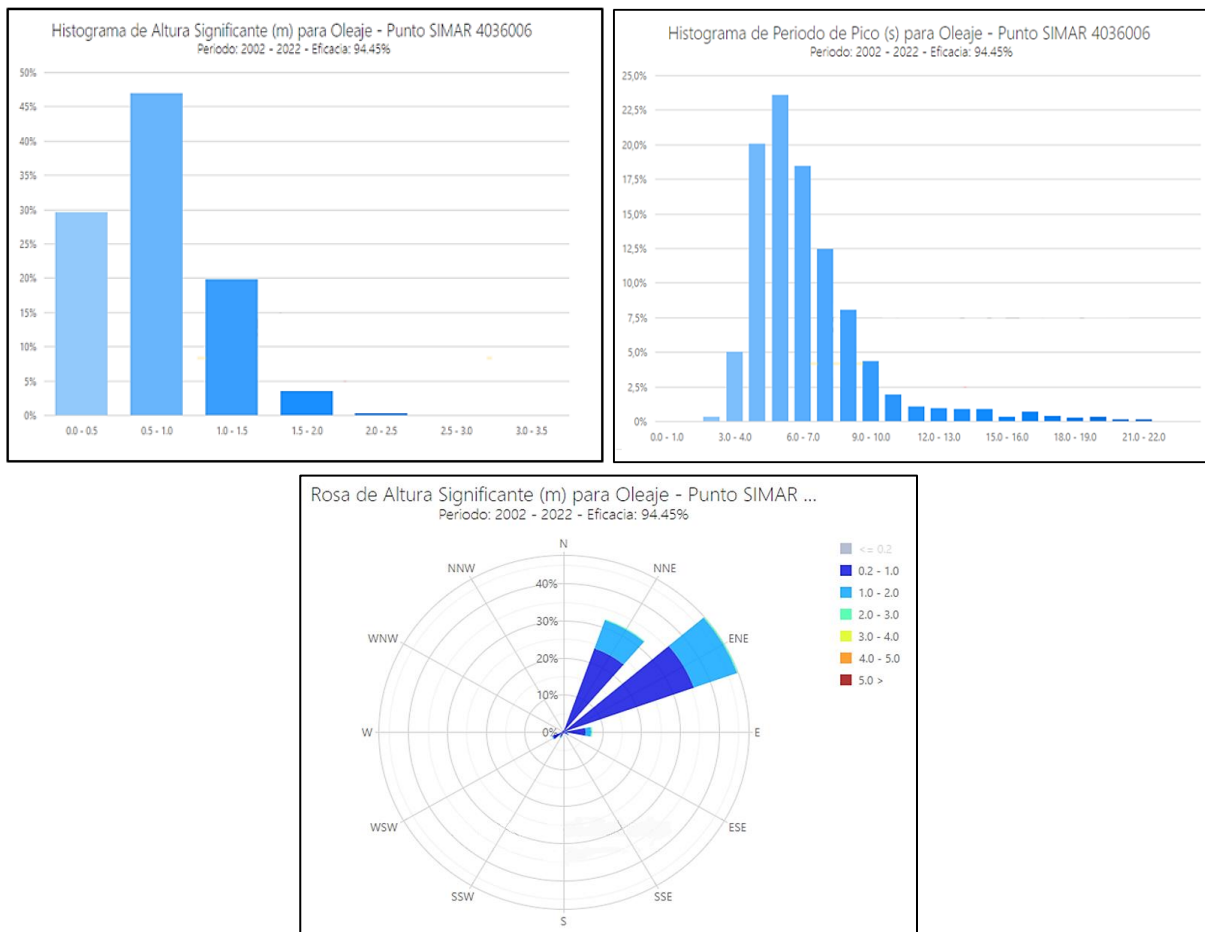 Histograma de Altura Significante (m) para Oleaje - Punto SIMAR 4036006
Periodo: 2002 - 2022 - Eficacia: 94.45%
50%
45%
40%
35%
30%
25%
20%
15%
10%
5%
0%
0.0 - 0.5 0.5 - 1.0 1.0 - 1.5 1.5 - 2.0 2.0 - 2.5 2.5 - 3.0 3.0 - 3.5
Histograma de Periodo de Pico (s) para Oleaje - Punto SIMAR 4036006
Periodo: 2002 - 2022 - Eficacia: 94.45%
25,0%
22,5%
20,0%
17,5%
15,0%
12,5%
10,0%
7,5%
5,0%
2,5%
0%
0.0 - 1.0 3.0 - 4.0 6.0 - 7.0 9.0 - 10.0 12.0 - 13.0 15.0 - 16.0 18.0 - 19.0 21.0 - 22.0
Rosa de Altura Significante (m) para Oleaje - Punto SIMAR ...
Periodo: 2002 - 2022 - Eficacia: 94.45%
N
NNW NNE
40%
30%
WNW ENE
20%
10%
W 0% E
WSW ESE
SSW SSE
S
<= 0.2
0.2 - 1.0
1.0 - 2.0
2.0 - 3.0
3.0 - 4.0
4.0 - 5.0
5.0 >